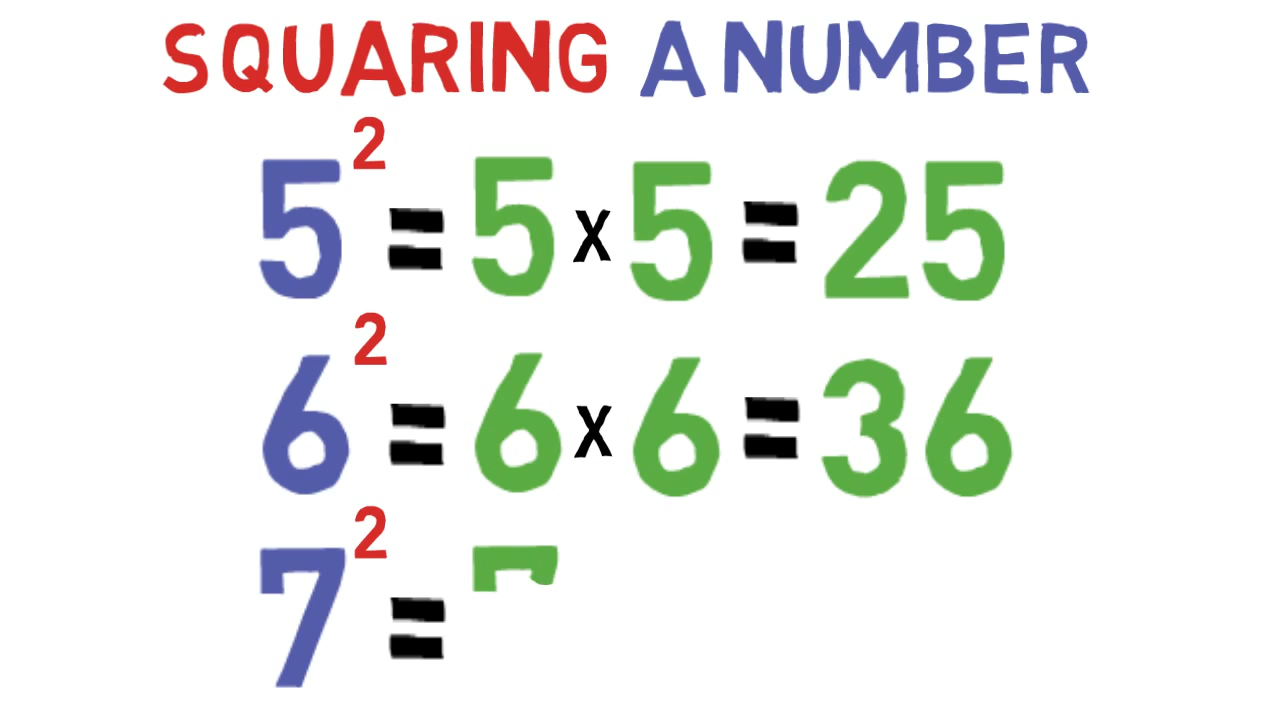 SQUARING A NUMBER
5² = 5 x 5 = 25
6² = 6 x 6 = 36
7² =